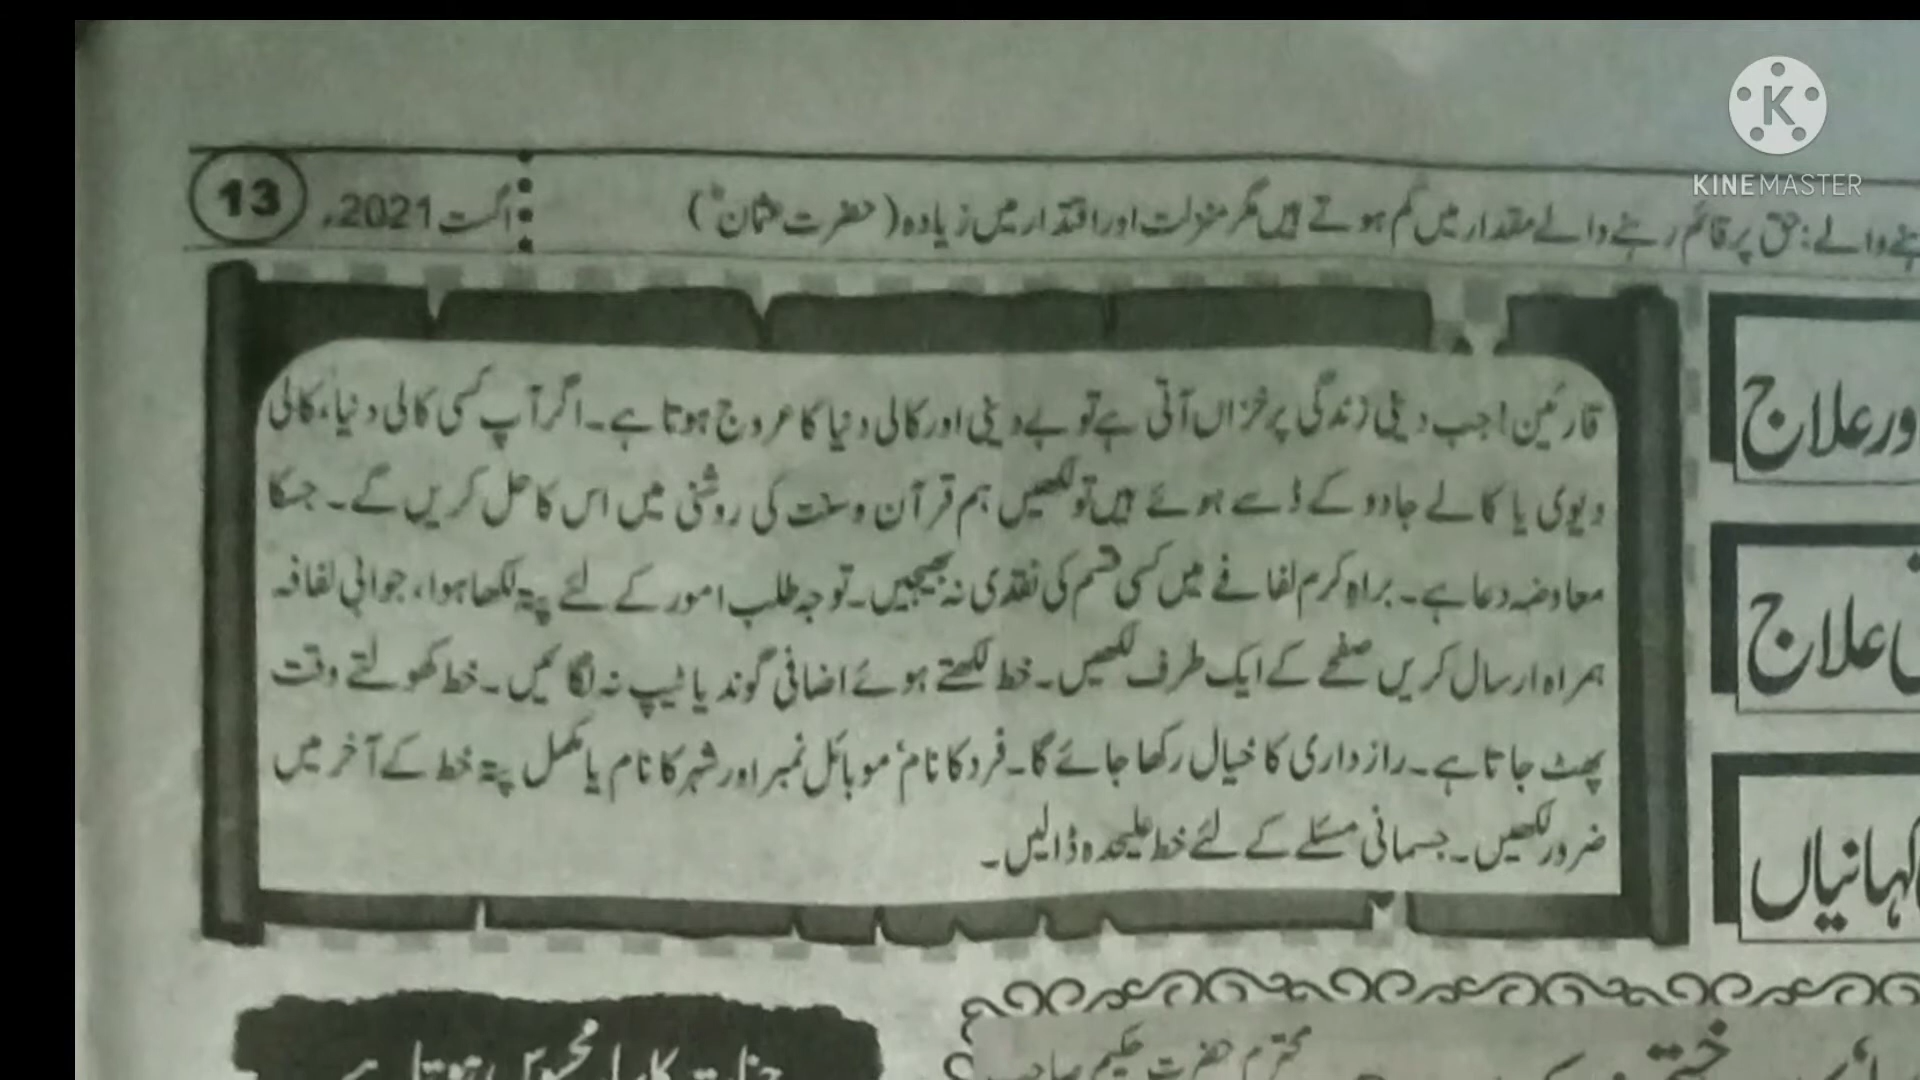 KINEMASTER
ہنے والے: حق پر قائم رہنے والے مقدار میں کم ہوتے ہیں مگر منزلت اور اقتدار میں زیادہ (حضرت عثمانؓ) اگست 2021ء 13
قارئین! جب دینی زندگی پر خزاں آتی ہے تو بے دینی اور کالی دنیا کا عروج ہوتا ہے۔ اگر آپ کسی کالی دنیا، کالی
دیوی یا کالے جادو کے ڈسے ہوئے ہیں تو لکھیں ہم قرآن وسنت کی روشنی میں اس کا حل کریں گے۔ جسکا
معاوضہ دعا ہے۔ براہ کرم لفافے میں کسی قسم کی نقدی نہ بھیجیں۔ توجہ طلب امور کے لئے پتہ لکھا ہوا، جوابی لفافہ
ہمراہ ارسال کریں صفحے کے ایک طرف لکھیں۔ خط لکھتے ہوئے اضافی گوند یا ٹیپ نہ لگائیں۔ خط کھولتے وقت
پھٹ جاتا ہے۔ رازداری کا خیال رکھا جائے گا۔ فرد کا نام، موبائل نمبر اور شہر کا نام یا مکمل پتہ خط کے آخر میں
ضرور لکھیں۔ جسمانی مسئلے کے لئے خط علیحدہ ڈالیں۔
ور علاج
علاج
کہانیاں
محترم حضرت حکیم صاحب